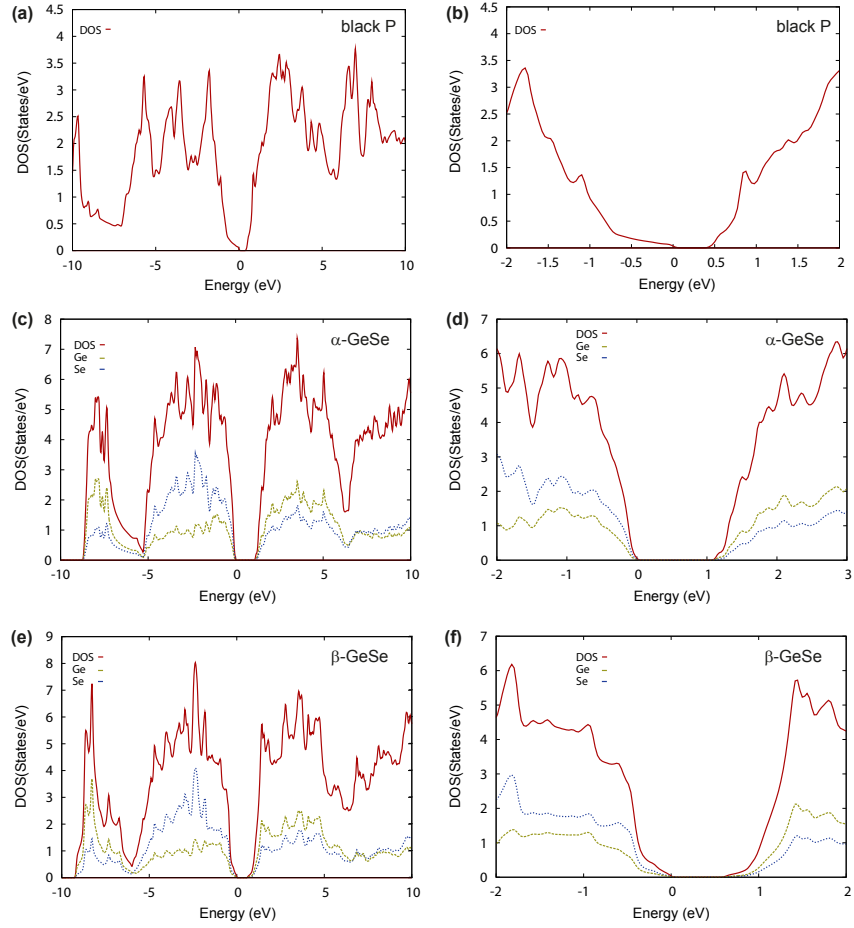 (a)
black P
DOS
4.5
4
3.5
3
2.5
2
1.5
1
0.5
0
DOS(States/eV)
-10 -5 0 5 10
Energy (eV)
(b)
black P
DOS
4.5
4
3.5
3
2.5
2
1.5
1
0.5
0
DOS(States/eV)
-2 -1.5 -1 -0.5 0 0.5 1 1.5 2
Energy (eV)
(c)
α-GeSe
DOS
Ge
Se
8
7
6
5
4
3
2
1
0
DOS(States/eV)
-10 -5 0 5 10
Energy (eV)
(d)
α-GeSe
DOS
Ge
Se
7
6
5
4
3
2
1
0
DOS(States/eV)
-2 -1 0 1 2 3
Energy (eV)
(e)
β-GeSe
DOS
Ge
Se
9
8
7
6
5
4
3
2
1
0
DOS(States/eV)
-10 -5 0 5 10
Energy (eV)
(f)
β-GeSe
DOS
Ge
Se
7
6
5
4
3
2
1
0
DOS(States/eV)
-2 -1 0 1 2
Energy (eV)